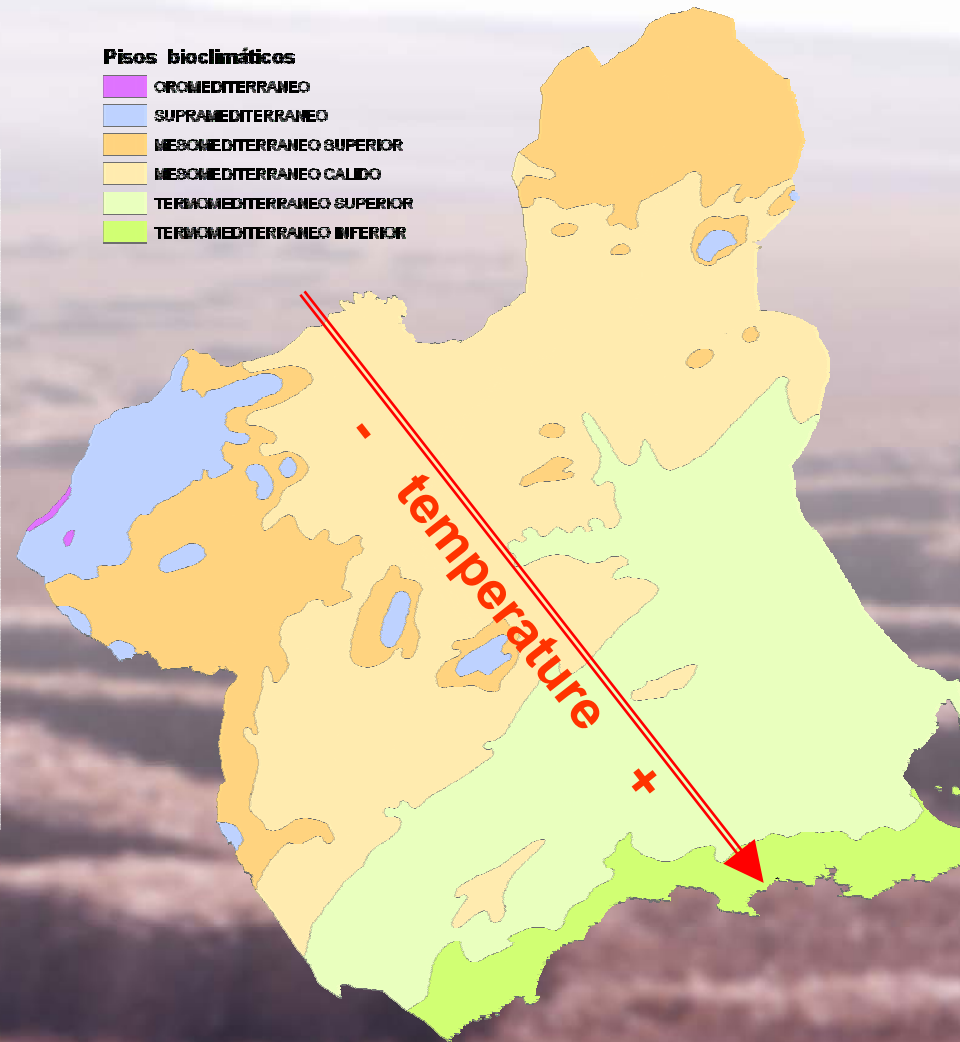 Pisos bioclimáticos
OROMEDITERRANEO
SUPRAMEDITERRANEO
MESOMEDITERRANEO SUPERIOR
MESOMEDITERRANEO CALIDO
TERMOMEDITERRANEO SUPERIOR
TERMOMEDITERRANEO INFERIOR
-
temperature
+